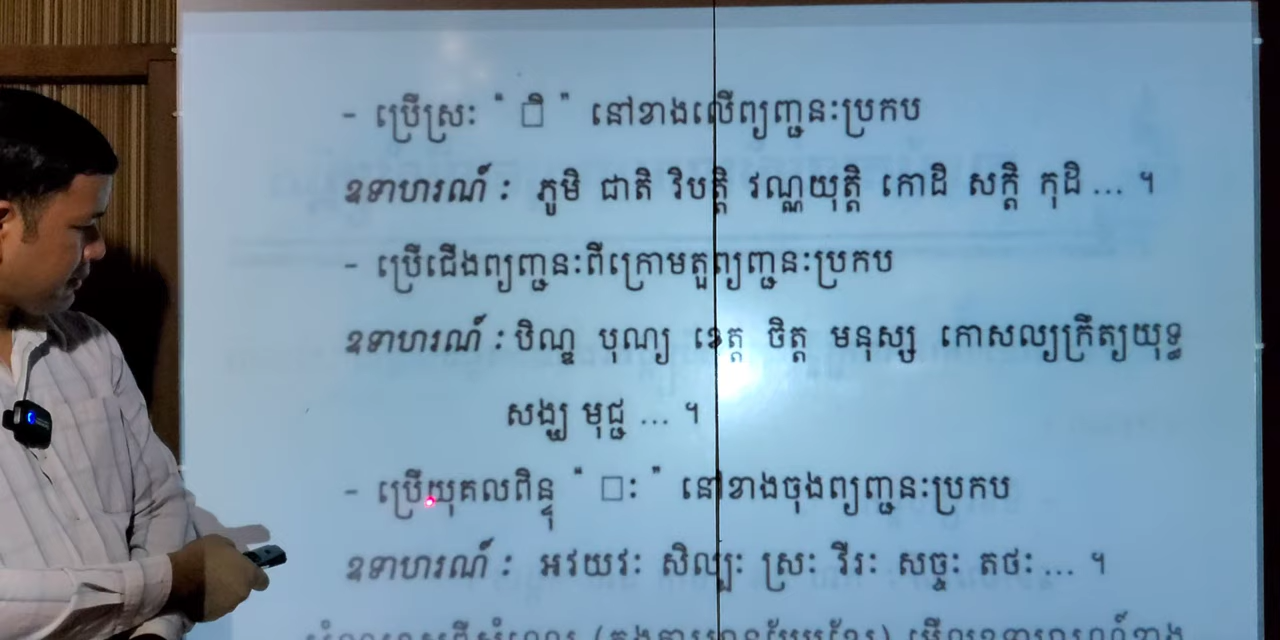 - ប្រើស្រៈ " □ិ " នៅខាងលើព្យញ្ជនៈប្រកប
ឧទាហរណ៍ : ភូមិ ជាតិ វិបត្តិ វណ្ណយុត្តិ កោដិ សក្តិ កុដិ ... ។
- ប្រើជើងព្យញ្ជនៈពីក្រោមតួព្យញ្ជនៈប្រកប
ឧទាហរណ៍ : បិណ្ឌ បុណ្យ ខេត្ត ចិត្ត មនុស្ស កោសល្យ ក្រឹត្យ យុទ្ធ
សង្ឃ្យ មុជ្ជ ... ។
- ប្រើយុគលពិន្ទុ " □ៈ " នៅខាងចុងព្យញ្ជនៈប្រកប
ឧទាហរណ៍ : អវយវៈ សិល្បៈ ស្រៈ វីរៈ សច្ចៈ តថៈ ... ។